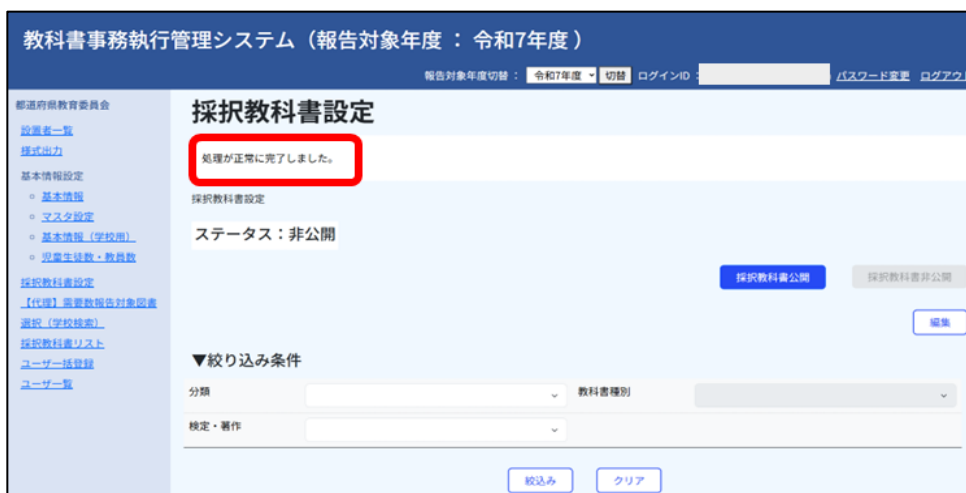 教科書事務執行管理システム（報告対象年度 ： 令和7年度 ）
報告対象年度切替 ： 令和7年度 切替 ログインID : パスワード変更 ログアウト
都道府県教育委員会
設置者一覧
様式出力
基本情報設定
基本情報
マスタ設定
基本情報（学校用）
児童生徒数・教員数
採択教科書設定
【代理】需要数報告対象図書
選択（学校検索）
採択教科書リスト
ユーザー括登録
ユーザ一覧
採択教科書設定
処理が正常に完了しました。
採択教科書設定
ステータス：非公開
採択教科書公開 採択教科書非公開
編集
▼絞り込み条件
分類 教科書種別
検定・著作
絞込み クリア